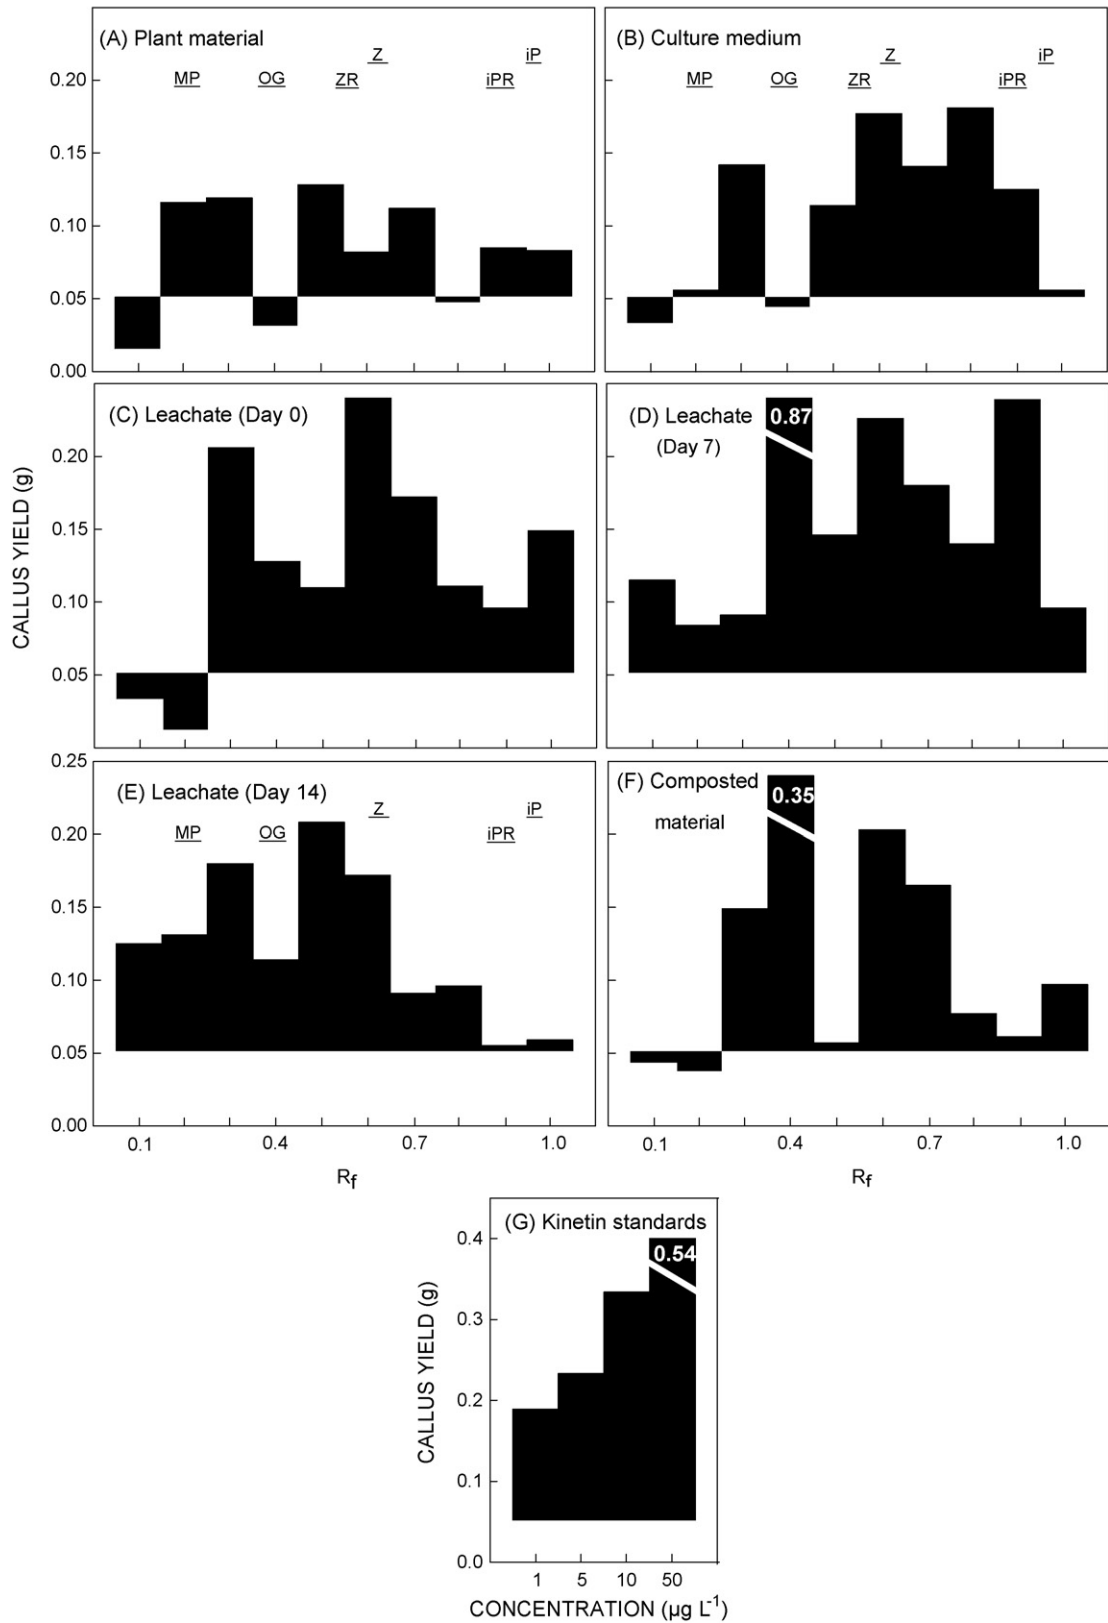 (A) Plant material
Z
iP
MP
OG
ZR
iPR
0.20
0.15
0.10
0.05
0.00
(B) Culture medium
Z
iP
MP
OG
ZR
iPR
(C) Leachate (Day 0)
0.20
0.15
0.10
0.05
CALLUS YIELD (g)
(D) Leachate
(Day 7)
0.87
0.25
(E) Leachate (Day 14)
Z
iP
MP
OG
iPR
0.20
0.15
0.10
0.05
0.00
0.1
0.4
0.7
1.0
Rf
(F) Composted
material
0.35
0.1
0.4
0.7
1.0
Rf
(G) Kinetin standards
0.54
0.4
0.3
0.2
0.1
0.0
CALLUS YIELD (g)
1
5
10
50
CONCENTRATION (µg L-1)